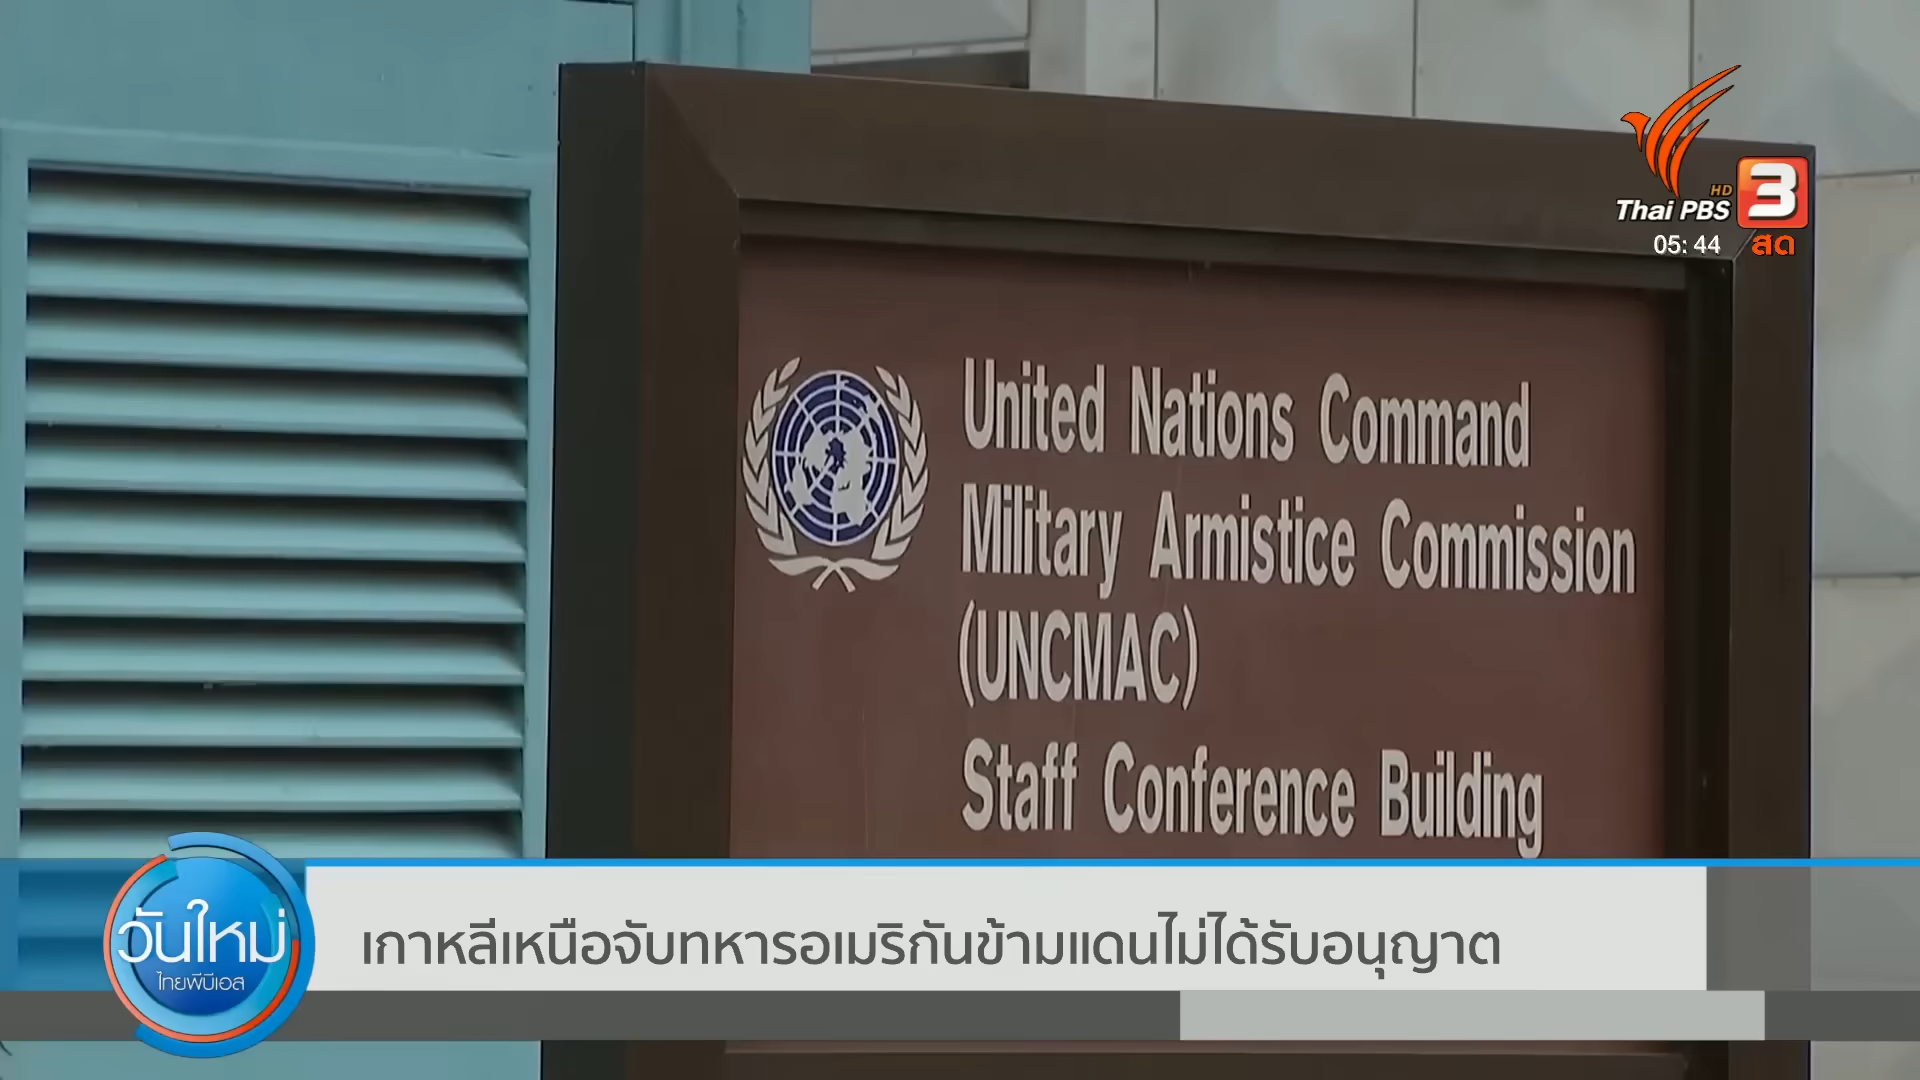 HD
Thai PBS 3
05:44 สด
United Nations Command
Military Armistice Commission
(UNCMAC)
Staff Conference Building
วันใหม่
ไทยพีบีเอส
เกาหลีเหนือจับทหารอเมริกันข้ามแดนไม่ได้รับอนุญาต